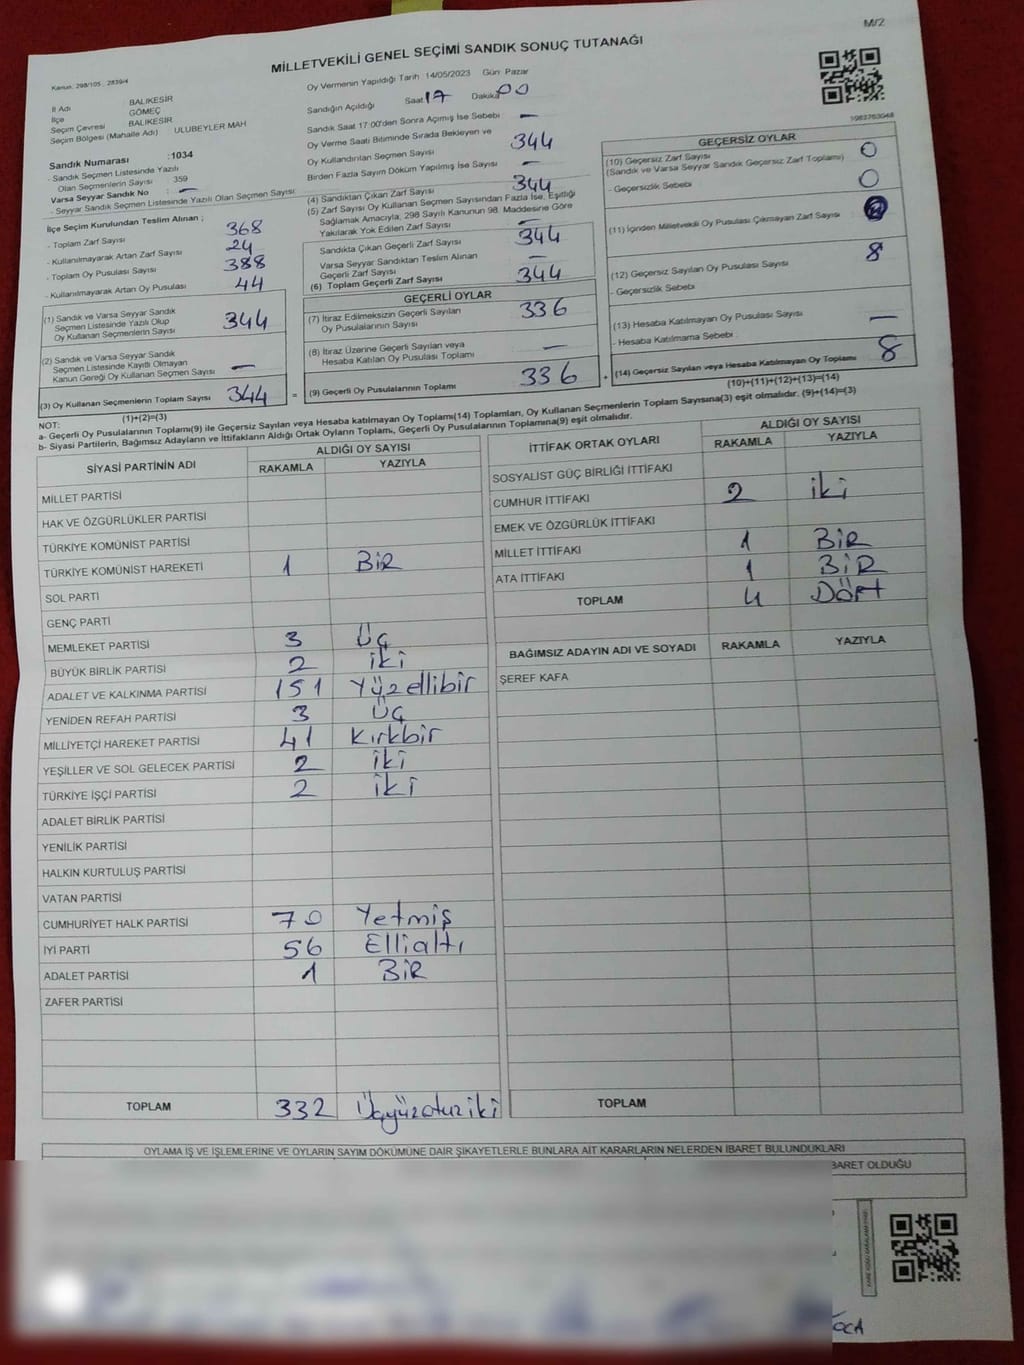 M/2
MİLLETVEKİLİ GENEL SEÇİMİ SANDIK SONUÇ TUTANAĞI
Kanun. 298/105 , 2839/4
İl Adı BALIKESİR
İlçe GÖMEÇ
Seçim Çevresi BALIKESİR
Seçim Bölgesi (Mahalle Adı) ULUBEYLER MAH
Sandık Numarası :1034
- Sandık Seçmen Listesinde Yazılı
Olan Seçmenlerin Sayısı 359
Varsa Seyyar Sandık No : —
- Seyyar Sandık Seçmen Listesinde Yazılı Olan Seçmen Sayısı:
İlçe Seçim Kurulundan Teslim Alınan ;
- Toplam Zarf Sayısı 368
- Kullanılmayarak Artan Zarf Sayısı 24
- Toplam Oy Pusulası Sayısı 388
- Kullanılmayarak Artan Oy Pusulası 44
(1) Sandık ve Varsa Seyyar Sandık
Seçmen Listesinde Yazılı Olup
Oy Kullanan Seçmenlerin Sayısı 344
(2) Sandık ve Varsa Seyyar Sandık
Seçmen Listesinde Kayıtlı Olmayan
Kanun Gereği Oy Kullanan Seçmen Sayısı —
(3) Oy Kullanan Seçmenlerin Toplam Sayısı 344
(1)+(2)=(3)
Oy Vermenin Yapıldığı Tarih 14/05/2023 Gün Pazar
Sandığın Açıldığı Saat 17 Dakika 00
Sandık Saat 17:00'den Sonra Açılmış İse Sebebi —
Oy Verme Saati Bitiminde Sırada Bekleyen ve
Oy Kullandırılan Seçmen Sayısı 344
Birden Fazla Sayım Döküm Yapılmış İse Sayısı —
(4) Sandıktan Çıkan Zarf Sayısı 344
(5) Zarf Sayısı Oy Kullanan Seçmen Sayısından Fazla İse, Eşitliği
Sağlamak Amacıyla, 298 Sayılı Kanunun 98. Maddesine Göre
Yakılarak Yok Edilen Zarf Sayısı —
Sandıkta Çıkan Geçerli Zarf Sayısı 344
Varsa Seyyar Sandıktan Teslim Alınan
Geçerli Zarf Sayısı —
(6) Toplam Geçerli Zarf Sayısı 344
GEÇERLİ OYLAR
(7) İtiraz Edilmeksizin Geçerli Sayılan
Oy Pusulalarının Sayısı 336
(8) İtiraz Üzerine Geçerli Sayılan veya
Hesaba Katılan Oy Pusulası Toplamı —
= (9) Geçerli Oy Pusulalarının Toplamı 336 +
1082763048
GEÇERSİZ OYLAR
(10) Geçersiz Zarf Sayısı 0
(Sandık ve Varsa Seyyar Sandık Geçersiz Zarf Toplamı)
- Geçersizlik Sebebi 0
(11) İçinden Milletvekili Oy Pusulası Çıkmayan Zarf Sayısı
(12) Geçersiz Sayılan Oy Pusulası Sayısı 8
- Geçersizlik Sebebi
(13) Hesaba Katılmayan Oy Pusulası Sayısı —
- Hesaba Katılmama Sebebi
(14) Geçersiz Sayılan veya Hesaba Katılmayan Oy Toplamı 8
(10)+(11)+(12)+(13)=(14)
NOT:
a- Geçerli Oy Pusulalarının Toplamı(9) ile Geçersiz Sayılan veya Hesaba katılmayan Oy Toplamı(14) Toplamları, Oy Kullanan Seçmenlerin Toplam Sayısına(3) eşit olmalıdır. (9)+(14)=(3)
b- Siyasi Partilerin, Bağımsız Adayların ve İttifakların Aldığı Ortak Oyların Toplamı, Geçerli Oy Pusulalarının Toplamına(9) eşit olmalıdır.
SİYASİ PARTİNİN ADI ALDIĞI OY SAYISI
RAKAMLA YAZIYLA
MİLLET PARTİSİ
HAK VE ÖZGÜRLÜKLER PARTİSİ
TÜRKİYE KOMÜNİST PARTİSİ
TÜRKİYE KOMÜNİST HAREKETİ 1 BİR
SOL PARTİ
GENÇ PARTİ
MEMLEKET PARTİSİ 3 Üç
BÜYÜK BİRLİK PARTİSİ 2 iki
ADALET VE KALKINMA PARTİSİ 151 Yüzellibir
YENİDEN REFAH PARTİSİ 3 Üç
MİLLİYETÇİ HAREKET PARTİSİ 41 Kırkbir
YEŞİLLER VE SOL GELECEK PARTİSİ 2 iki
TÜRKİYE İŞÇİ PARTİSİ 2 iki
ADALET BİRLİK PARTİSİ
YENİLİK PARTİSİ
HALKIN KURTULUŞ PARTİSİ
VATAN PARTİSİ
CUMHURİYET HALK PARTİSİ 70 Yetmiş
İYİ PARTİ 56 Ellialtı
ADALET PARTİSİ 1 BİR
ZAFER PARTİSİ
TOPLAM 332 Üçyüzotuziki
İTTİFAK ORTAK OYLARI ALDIĞI OY SAYISI
RAKAMLA YAZIYLA
SOSYALİST GÜÇ BİRLİĞİ İTTİFAKI
CUMHUR İTTİFAKI 2 iki
EMEK VE ÖZGÜRLÜK İTTİFAKI
MİLLET İTTİFAKI 1 BİR
ATA İTTİFAKI 1 BİR
TOPLAM 4 Dört
BAĞIMSIZ ADAYIN ADI VE SOYADI RAKAMLA YAZIYLA
ŞEREF KAFA
TOPLAM
OYLAMA İŞ VE İŞLEMLERİNE VE OYLARIN SAYIM DÖKÜMÜNE DAİR ŞİKAYETLERLE BUNLARA AİT KARARLARIN NELERDEN İBARET BULUNDUKLARI
BARET OLDUĞU